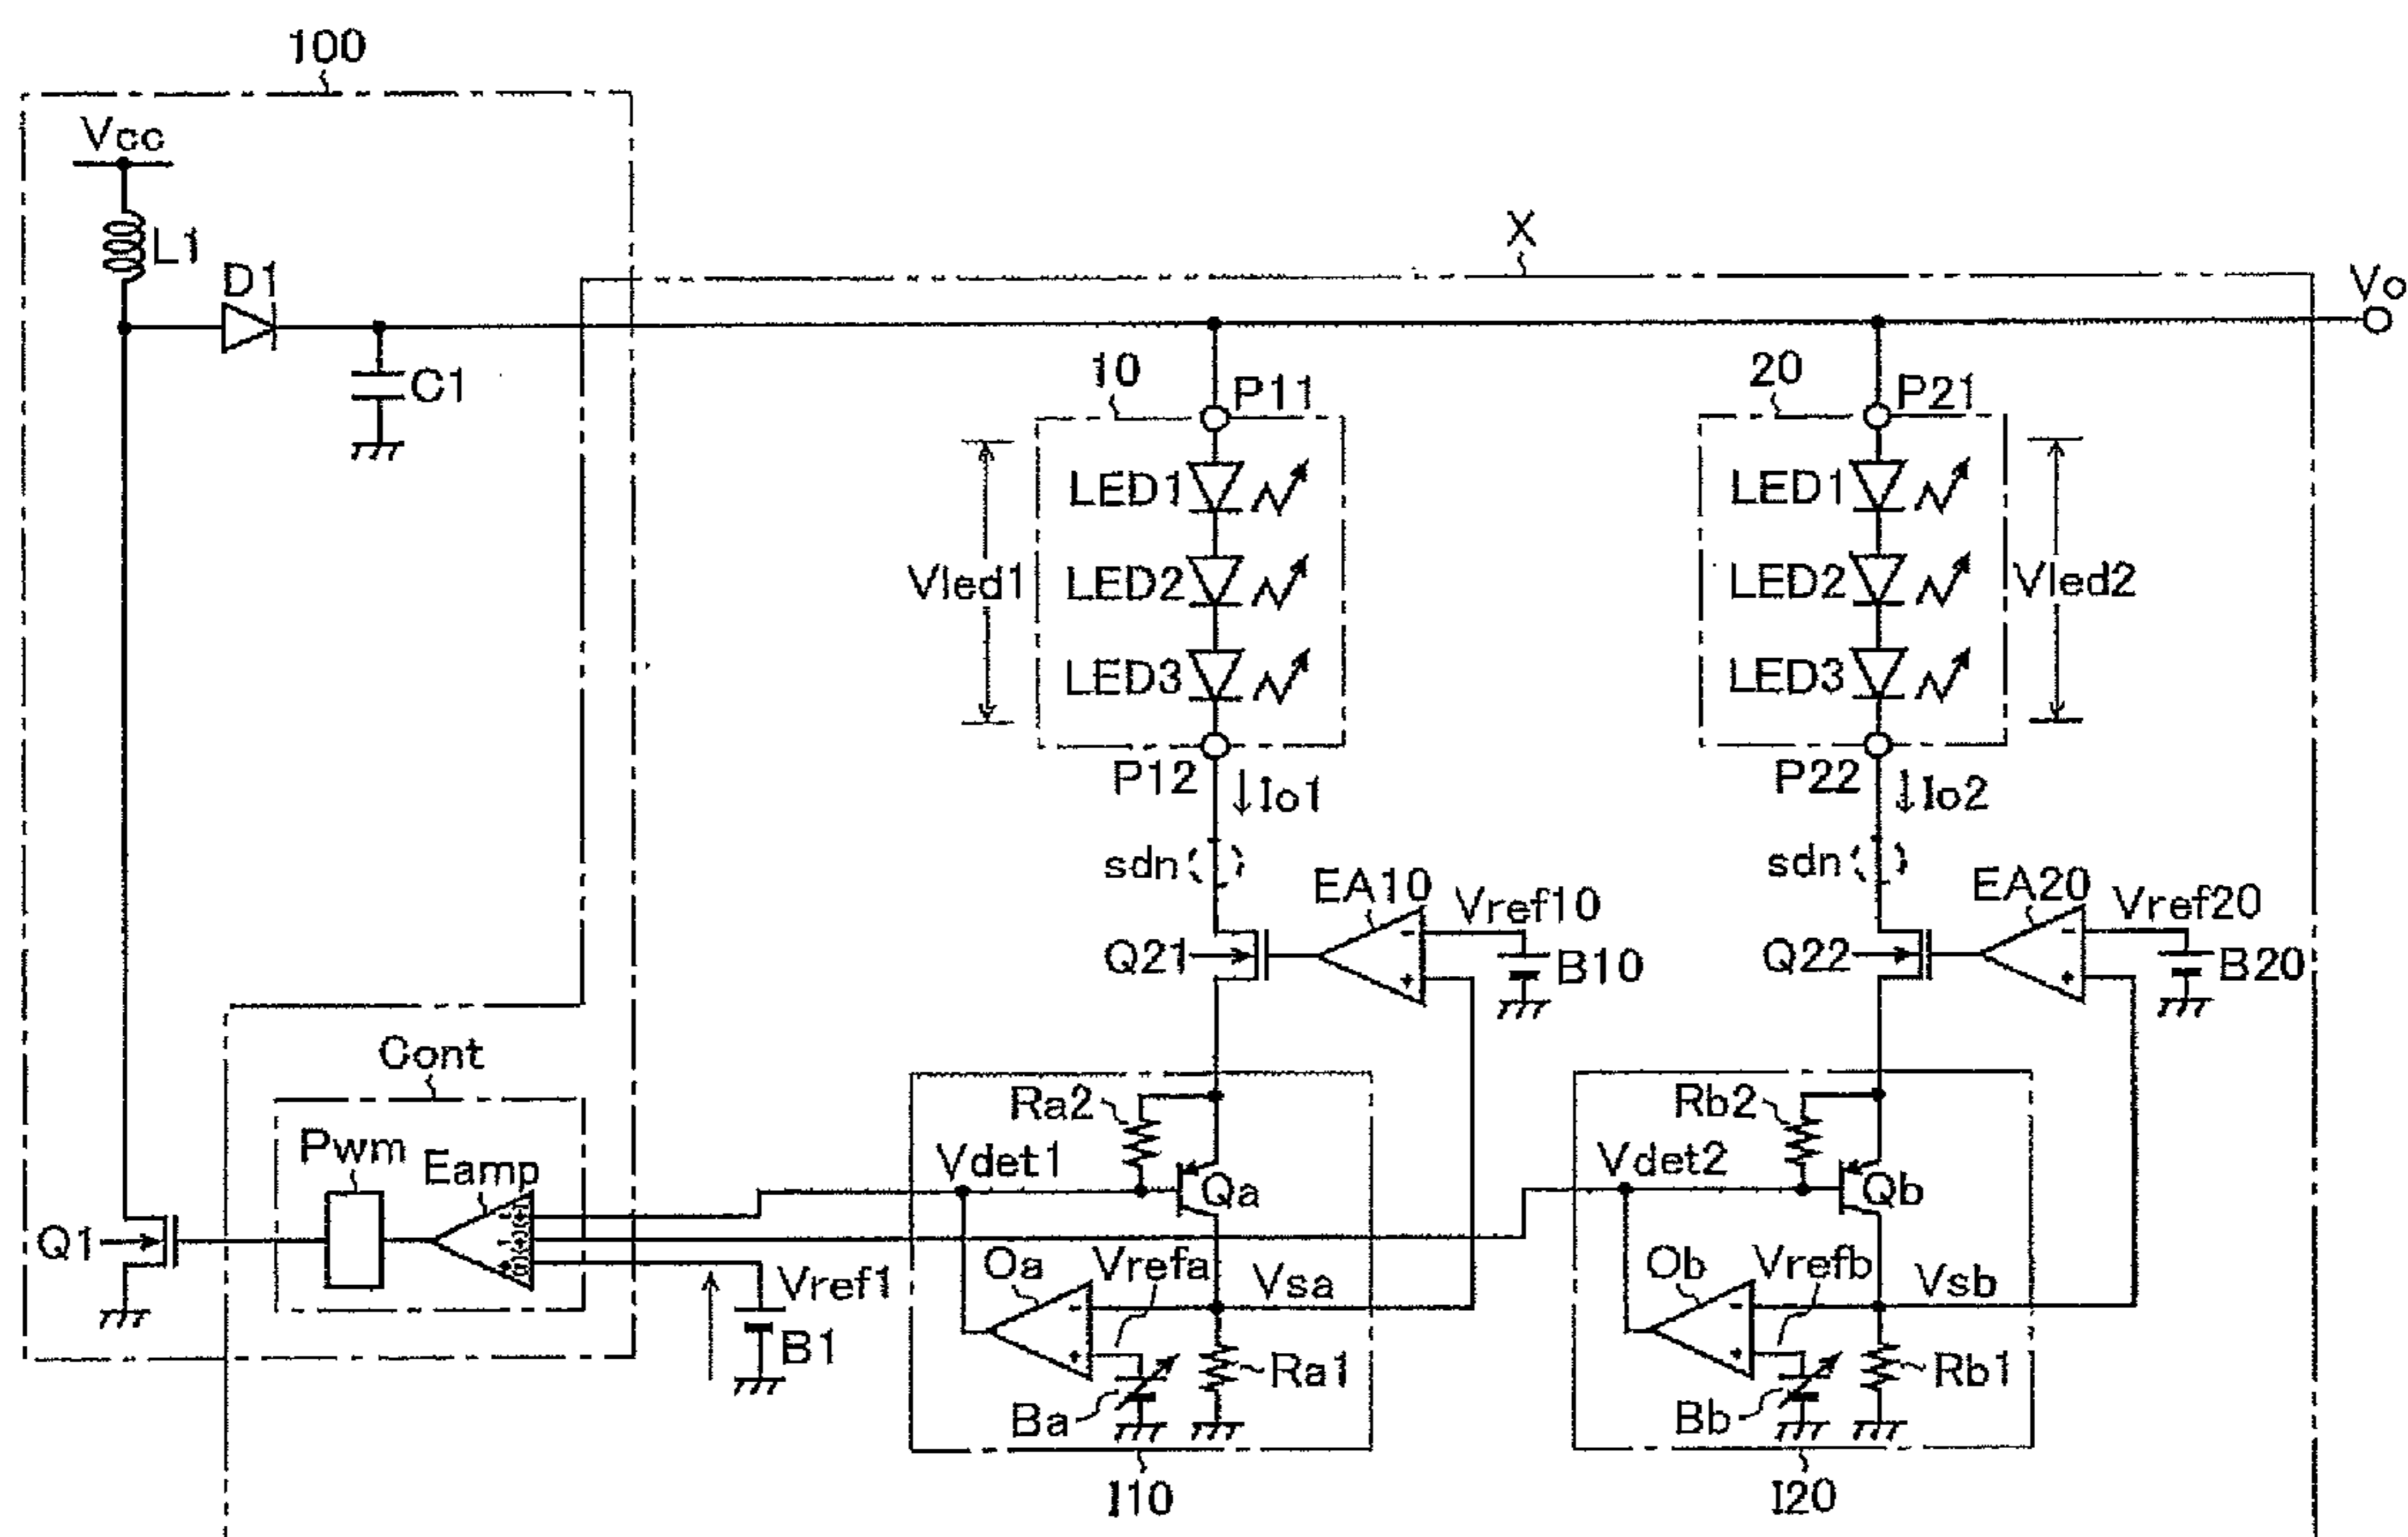 100
Vcc
L1
D1
C1
X
Vo
10
P11
LED1
LED2
LED3
Vled1
P12
Io1
sdn
20
P21
LED1
LED2
LED3
Vled2
P22
Io2
sdn
EA10
Vref10
-
+
Q21
B10
EA20
Vref20
-
+
Q22
B20
Cont
Pwm
Eamp
Q1
Vref1
B1
Ra2
Vdet1
Qa
Oa
Vrefa
Vsa
-
+
Ra1
Ba
I10
Rb2
Vdet2
Qb
Ob
Vrefb
Vsb
-
+
Rb1
Bb
I20